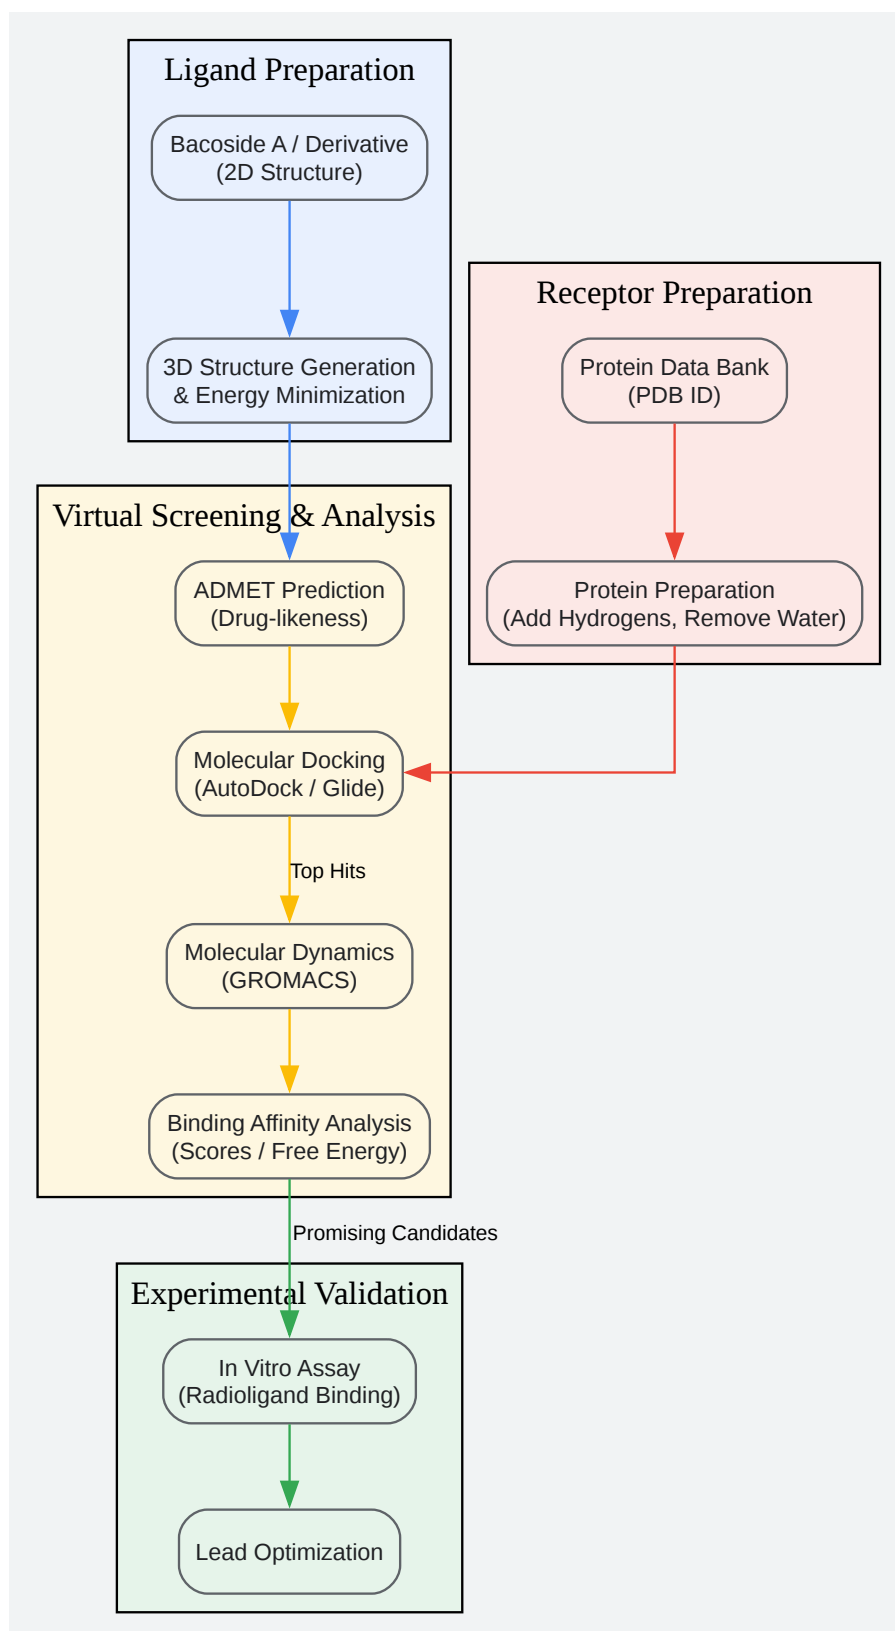 Ligand Preparation
Bacoside A / Derivative
(2D Structure)
3D Structure Generation
& Energy Minimization
Receptor Preparation
Protein Data Bank
(PDB ID)
Protein Preparation
(Add Hydrogens, Remove Water)
Virtual Screening & Analysis
ADMET Prediction
(Drug-likeness)
Molecular Docking
(AutoDock / Glide)
Top Hits
Molecular Dynamics
(GROMACS)
Binding Affinity Analysis
(Scores / Free Energy)
Promising Candidates
Experimental Validation
In Vitro Assay
(Radioligand Binding)
Lead Optimization